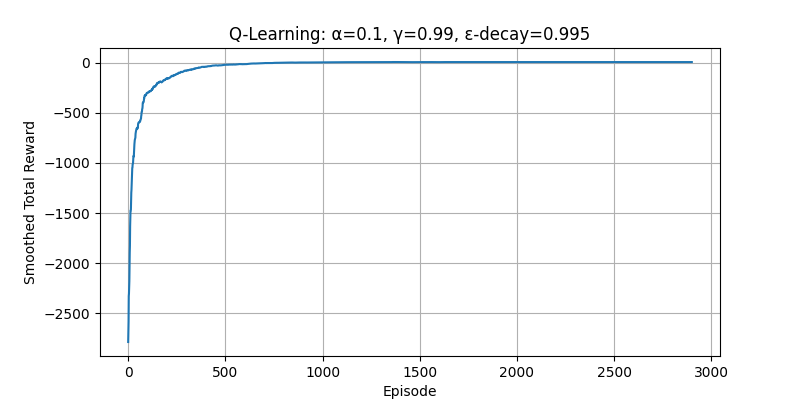 Q-Learning: α=0.1, γ=0.99, ε-decay=0.995
Smoothed Total Reward
0
−500
−1000
−1500
−2000
−2500
0 500 1000 1500 2000 2500 3000
Episode